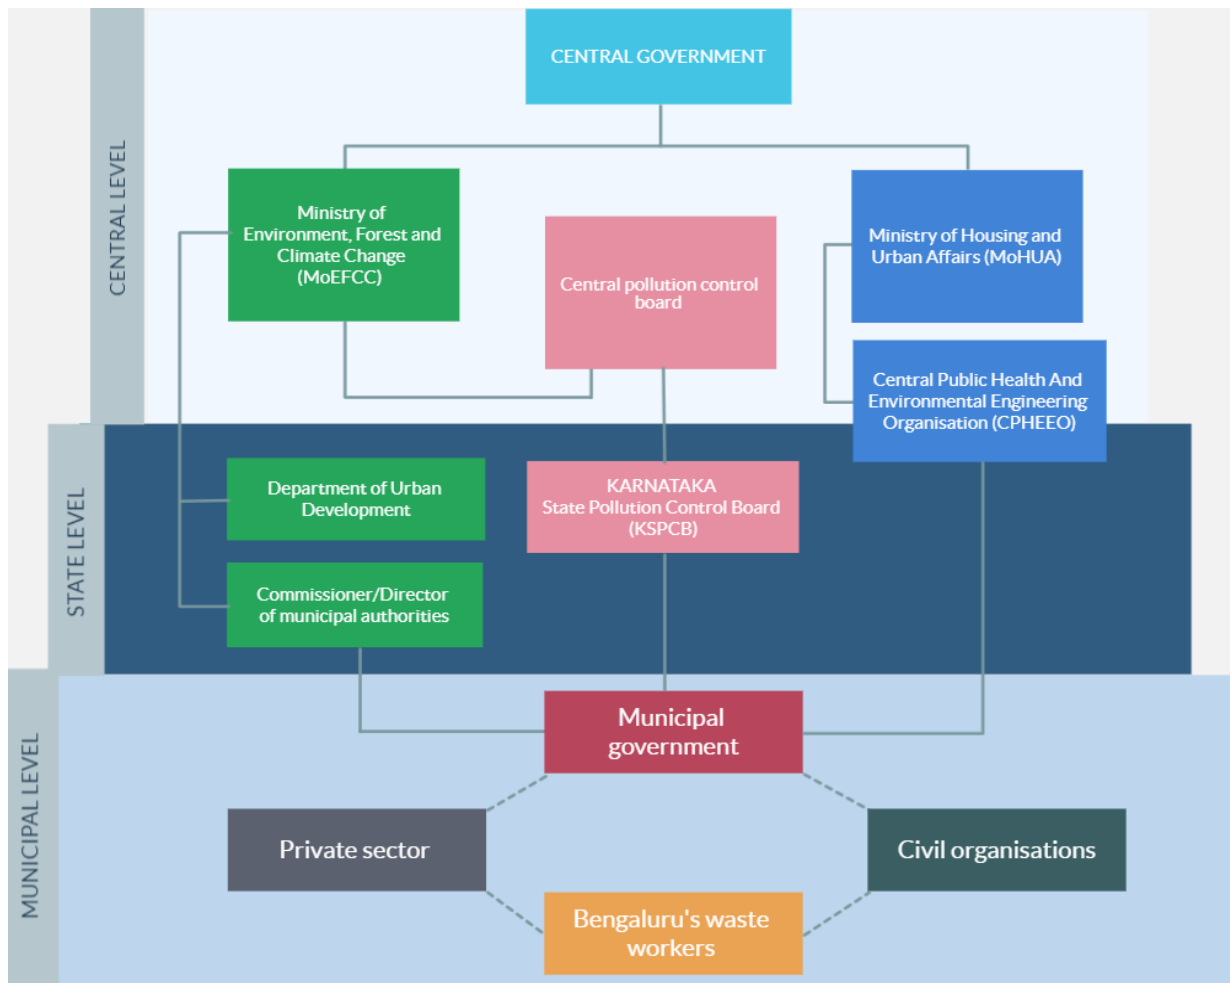 CENTRAL GOVERNMENT
CENTRAL LEVEL
Ministry of
Environment, Forest and
Climate Change
(MoEFCC)
Central pollution control
board
Ministry of Housing and
Urban Affairs (MoHUA)
Central Public Health And
Environmental Engineering
Organisation (CPHEEO)
STATE LEVEL
Department of Urban
Development
KARNATAKA
State Pollution Control Board
(KSPCB)
Commissioner/Director
of municipal authorities
MUNICIPAL LEVEL
Municipal
government
Private sector
Civil organisations
Bengaluru's waste
workers